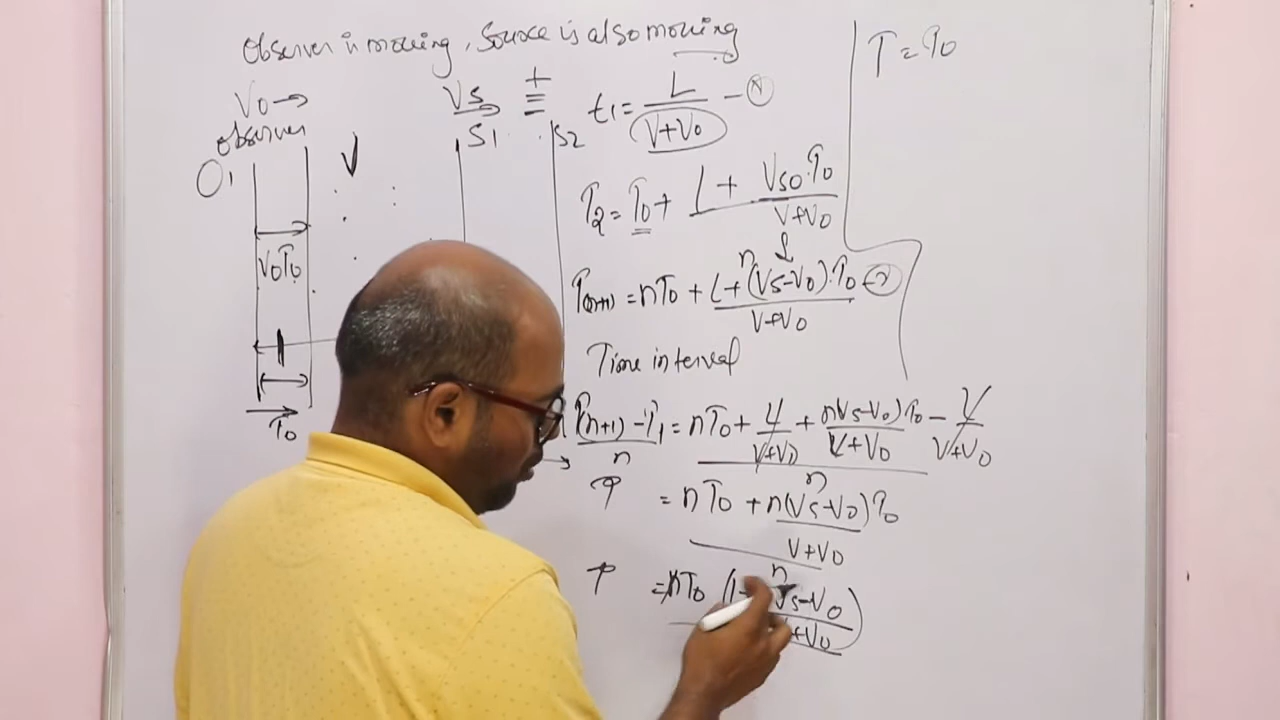 Observer is moving, Source is also moving
V0 →
observer
O1
V
VS
S1
S2
V0T0
T0
t1 = L / V+V0 –
T = T0
T2 = T0 + L + VS0.T0 / V+V0
T(n+1) = nT0 + L + n(VS-V0).T0 / V+V0
Time interval
T(n+1) - T1 / n = nT0 + L / V+V0 + n(VS-V0)T0 / V+V0 - L / V+V0
n
T = nT0 + n(VS-V0)T0 / V+V0
n
T = nT0 (1 + VS-V0 / V+V0)